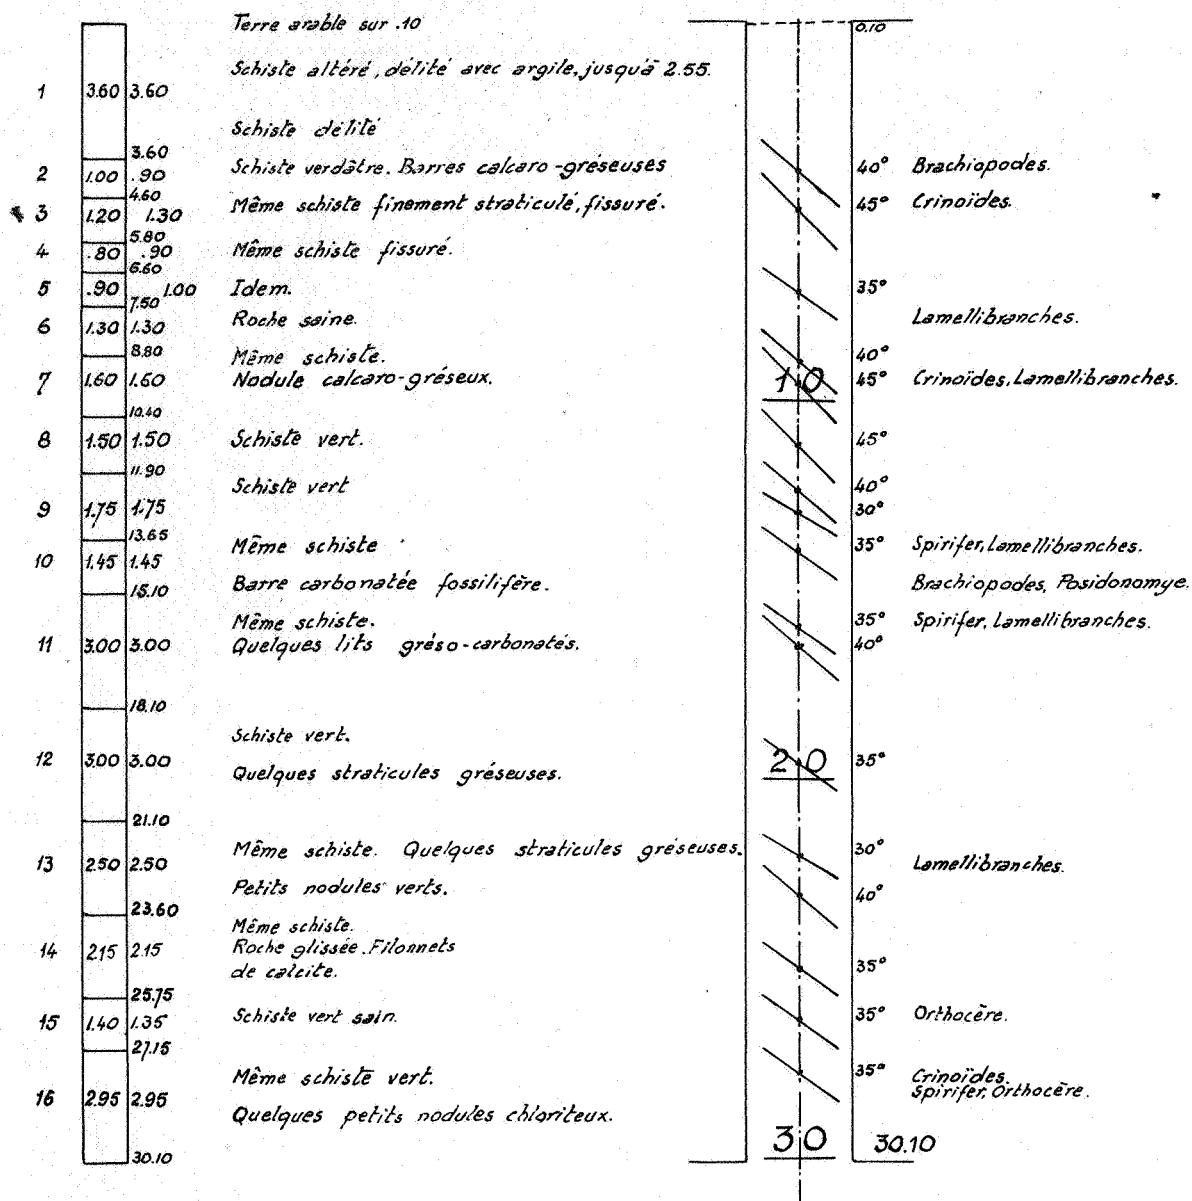 Terre arable sur .10
0.10
Schiste altéré, délité avec argile, jusqu'à 2.55.
1 3.60 3.60
Schiste délité
3.60
2 1.00 .90 Schiste verdâtre. Barres calcaro-gréseuses 40° Brachiopodes.
4.60
3 1.20 1.30 Même schiste finement straticulé, fissuré. 45° Crinoïdes.
5.80
4 .80 .90 Même schiste fissuré.
6.60
5 .90 1.00 Idem. 35°
7.50
6 1.30 1.30 Roche saine. Lamellibranches.
8.80
Même schiste. 40°
7 1.60 1.60 Nodule calcaro-gréseux. 10 45° Crinoïdes, Lamellibranches.
10.40
8 1.50 1.50 Schiste vert. 45°
11.90
Schiste vert 40°
9 1.75 1.75 30°
13.65
Même schiste 35° Spirifer, lamellibranches.
10 1.45 1.45
Barre carbonatée fossilifère. Brachiopodes, Posidonomye.
15.10
Même schiste. 35° Spirifer, lamellibranches.
11 3.00 3.00 Quelques lits gréso-carbonatés. 40°
18.10
Schiste vert.
12 3.00 3.00 20 35°
Quelques straticules gréseuses.
21.10
Même schiste. Quelques straticules gréseuses. 30°
13 2.50 2.50 Lamellibranches.
Petits nodules verts. 40°
23.60
Même schiste.
14 2.15 2.15 Roche glissée. Filonnets
de calcite. 35°
25.75
15 1.40 1.35 Schiste vert sain. 35° Orthocère.
27.15
Même schiste vert. 35° Crinoïdes.
Spirifer, Orthocère.
16 2.95 2.95
Quelques petits nodules chloriteux.
30 30.10
30.10